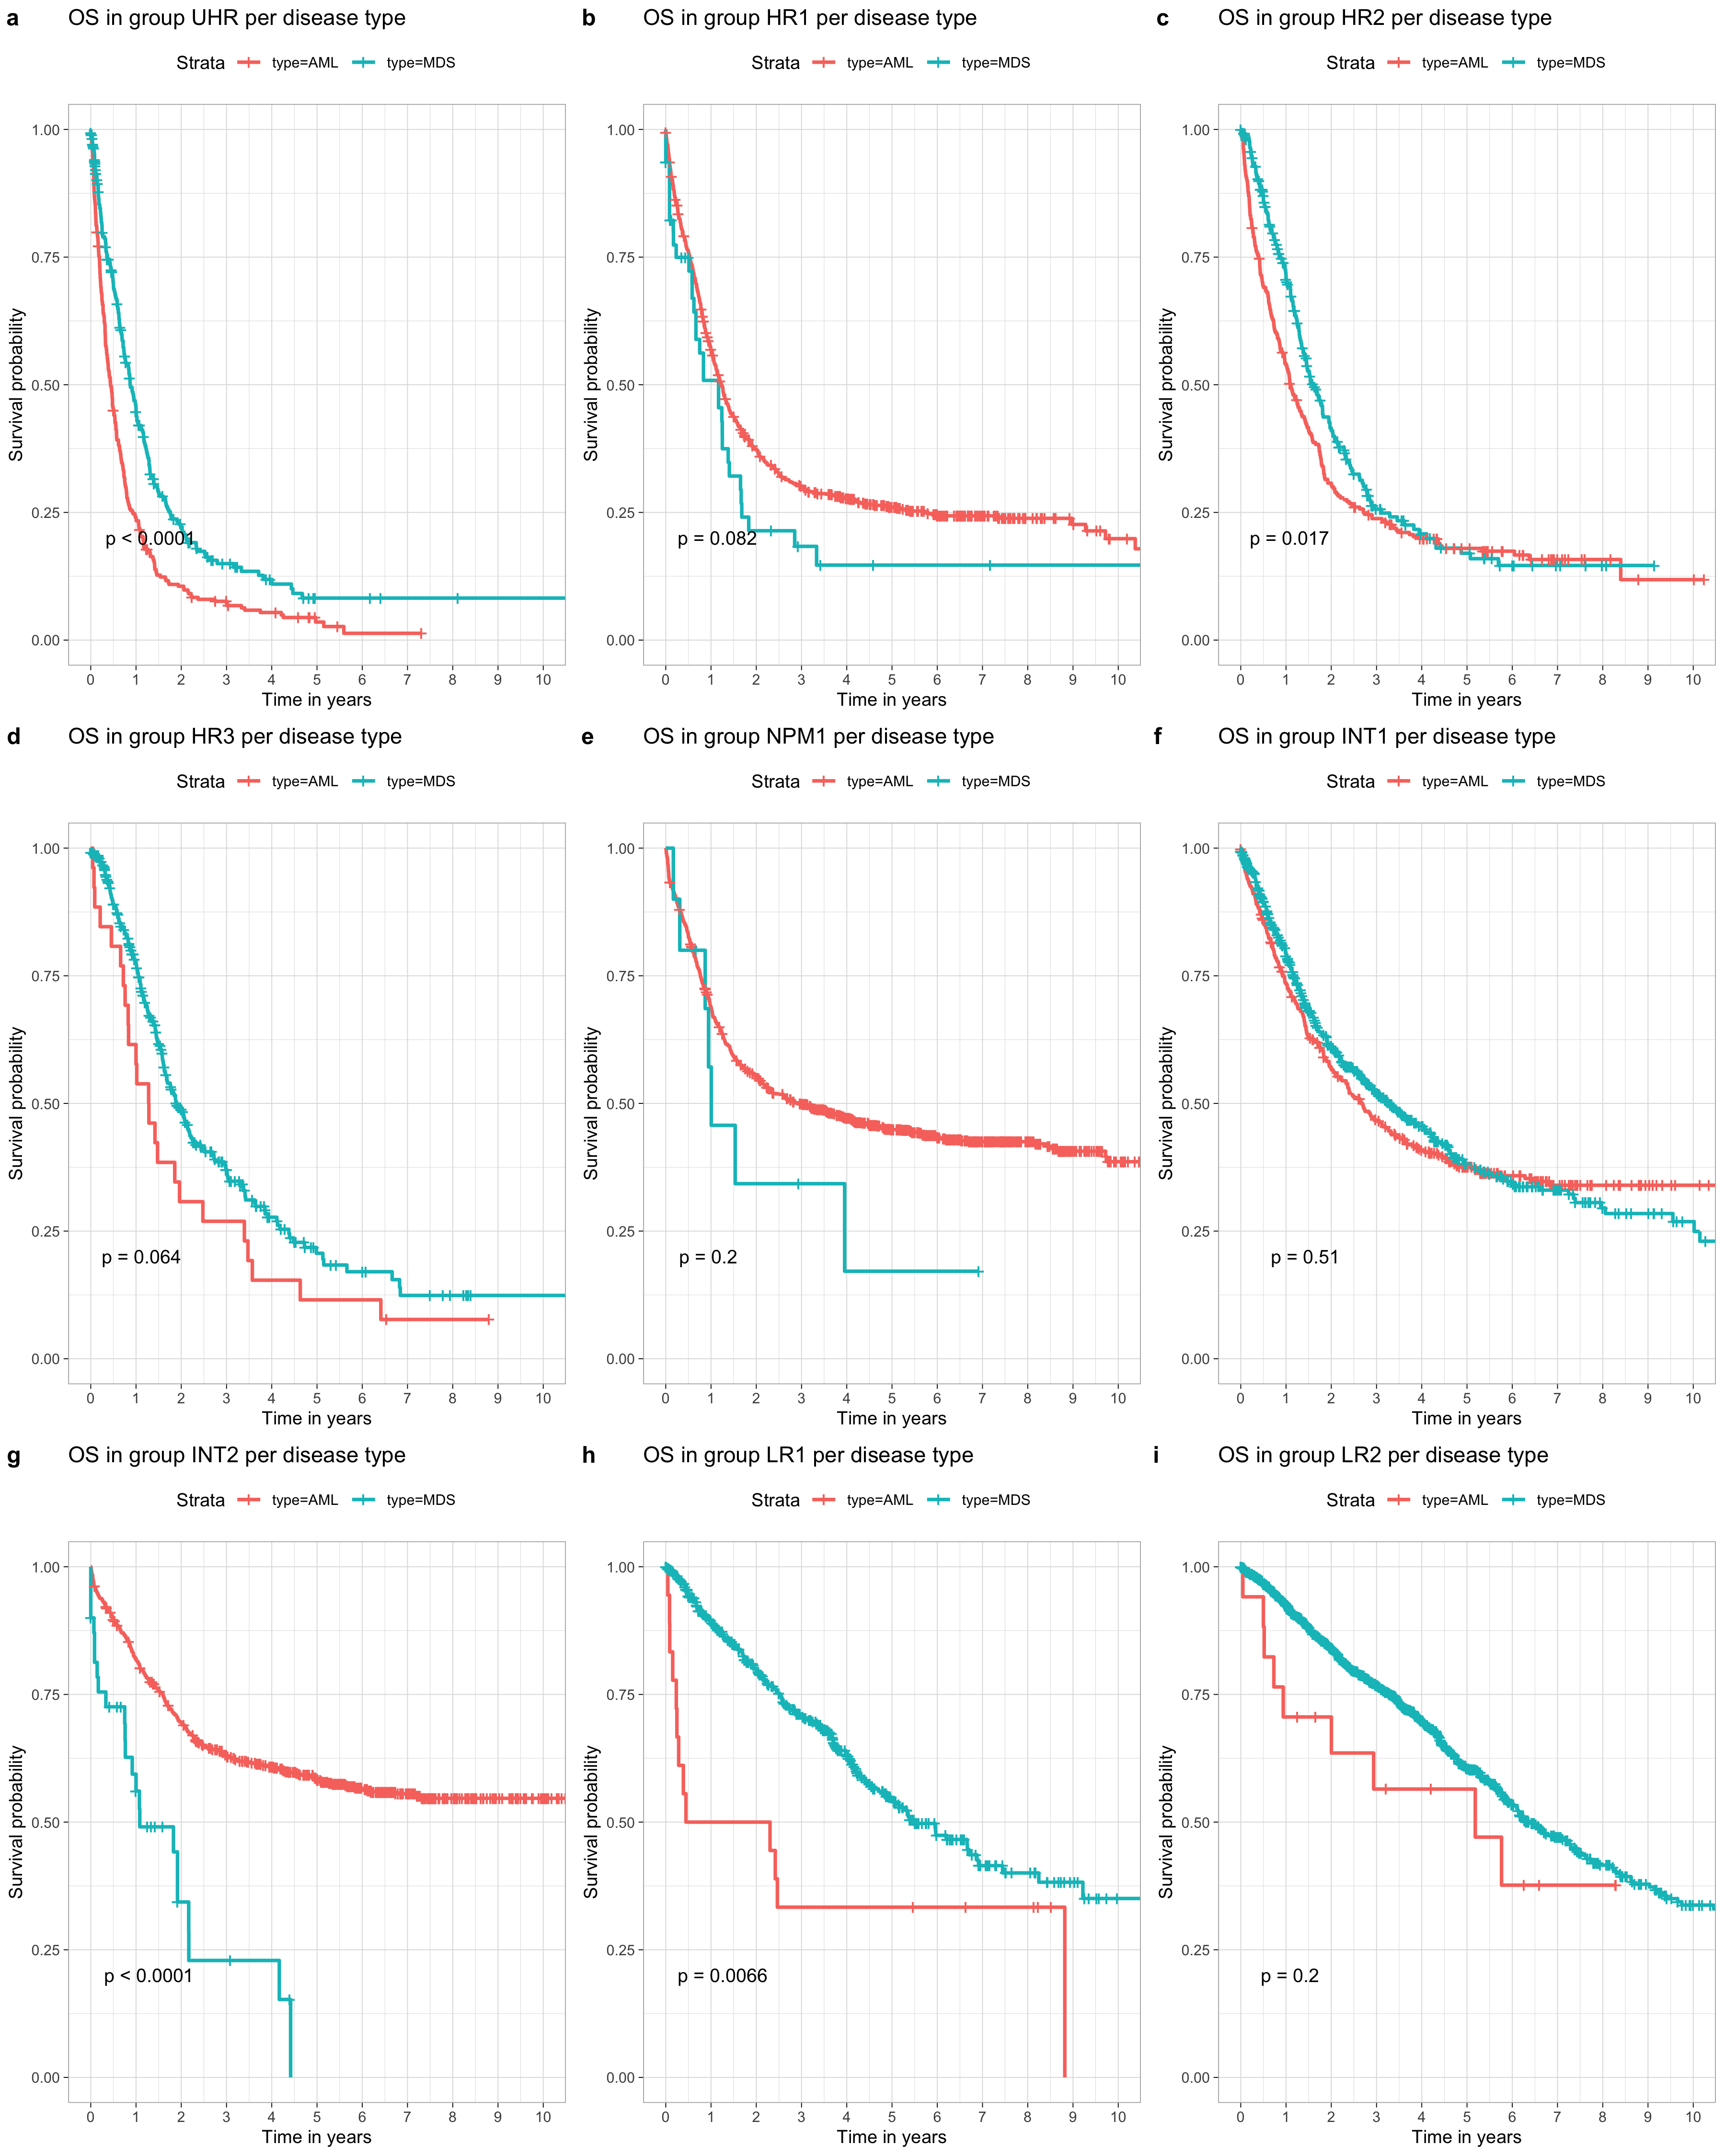 a OS in group UHR per disease type
Strata type=AML type=MDS
Survival probability
1.00
0.75
0.50
0.25
0.00
p < 0.0001
0 1 2 3 4 5 6 7 8 9 10
Time in years
b OS in group HR1 per disease type
Strata type=AML type=MDS
Survival probability
1.00
0.75
0.50
0.25
0.00
p = 0.082
0 1 2 3 4 5 6 7 8 9 10
Time in years
c OS in group HR2 per disease type
Strata type=AML type=MDS
Survival probability
1.00
0.75
0.50
0.25
0.00
p = 0.017
0 1 2 3 4 5 6 7 8 9 10
Time in years
d OS in group HR3 per disease type
Strata type=AML type=MDS
Survival probability
1.00
0.75
0.50
0.25
0.00
p = 0.064
0 1 2 3 4 5 6 7 8 9 10
Time in years
e OS in group NPM1 per disease type
Strata type=AML type=MDS
Survival probability
1.00
0.75
0.50
0.25
0.00
p = 0.2
0 1 2 3 4 5 6 7 8 9 10
Time in years
f OS in group INT1 per disease type
Strata type=AML type=MDS
Survival probability
1.00
0.75
0.50
0.25
0.00
p = 0.51
0 1 2 3 4 5 6 7 8 9 10
Time in years
g OS in group INT2 per disease type
Strata type=AML type=MDS
Survival probability
1.00
0.75
0.50
0.25
0.00
p < 0.0001
0 1 2 3 4 5 6 7 8 9 10
Time in years
h OS in group LR1 per disease type
Strata type=AML type=MDS
Survival probability
1.00
0.75
0.50
0.25
0.00
p = 0.0066
0 1 2 3 4 5 6 7 8 9 10
Time in years
i OS in group LR2 per disease type
Strata type=AML type=MDS
Survival probability
1.00
0.75
0.50
0.25
0.00
p = 0.2
0 1 2 3 4 5 6 7 8 9 10
Time in years